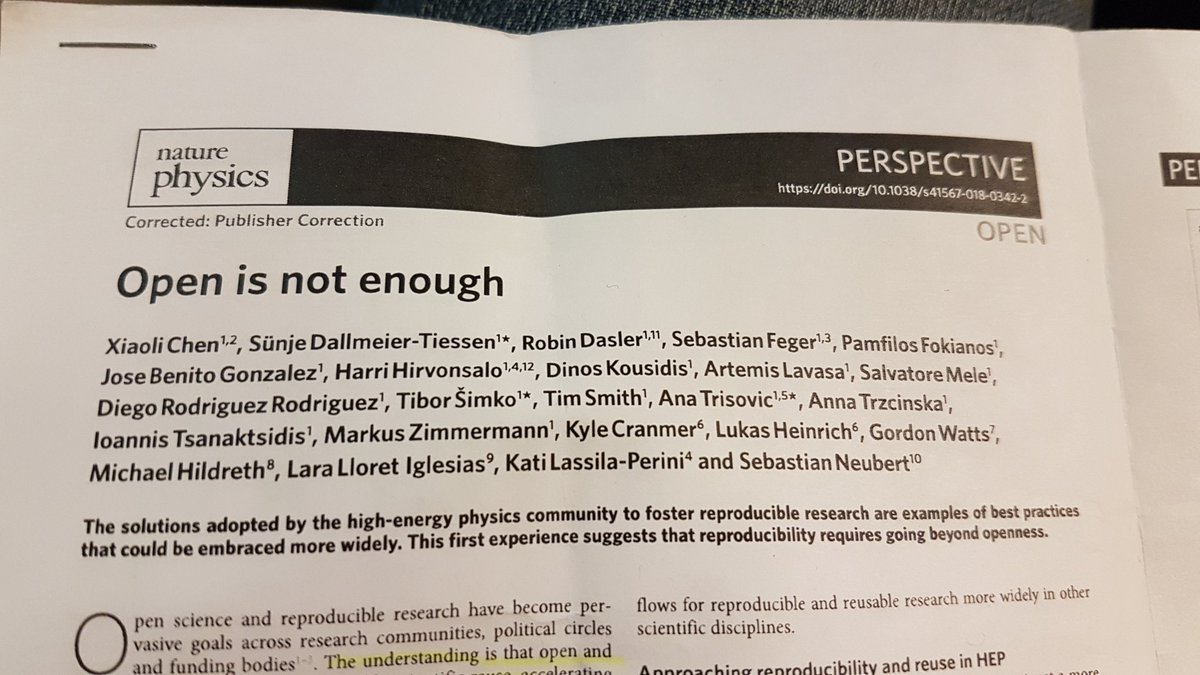 nature
physics
PERSPECTIVE
https://doi.org/10.1038/s41567-018-0342-2
Corrected: Publisher Correction
OPEN
Open is not enough
Xiaoli Chen1,2, Sünje Dallmeier-Tiessen1*, Robin Dasler1,11, Sebastian Feger1,3, Pamfilos Fokianos1,
Jose Benito Gonzalez1, Harri Hirvonsalo1,4,12, Dinos Kousidis1, Artemis Lavasa1, Salvatore Mele1,
Diego Rodriguez Rodriguez1, Tibor Šimko1*, Tim Smith1, Ana Trisovic1,5*, Anna Trzcinska1,
Ioannis Tsanaktsidis1, Markus Zimmermann1, Kyle Cranmer6, Lukas Heinrich6, Gordon Watts7,
Michael Hildreth8, Lara Lloret Iglesias9, Kati Lassila-Perini4 and Sebastian Neubert10
The solutions adopted by the high-energy physics community to foster reproducible research are examples of best practices
that could be embraced more widely. This first experience suggests that reproducibility requires going beyond openness.
Open science and reproducible research have become per-
vasive goals across research communities, political circles
and funding bodies1–3. The understanding is that open and
flows for reproducible and reusable research more widely in other
scientific disciplines.
Approaching reproducibility and reuse in HEP